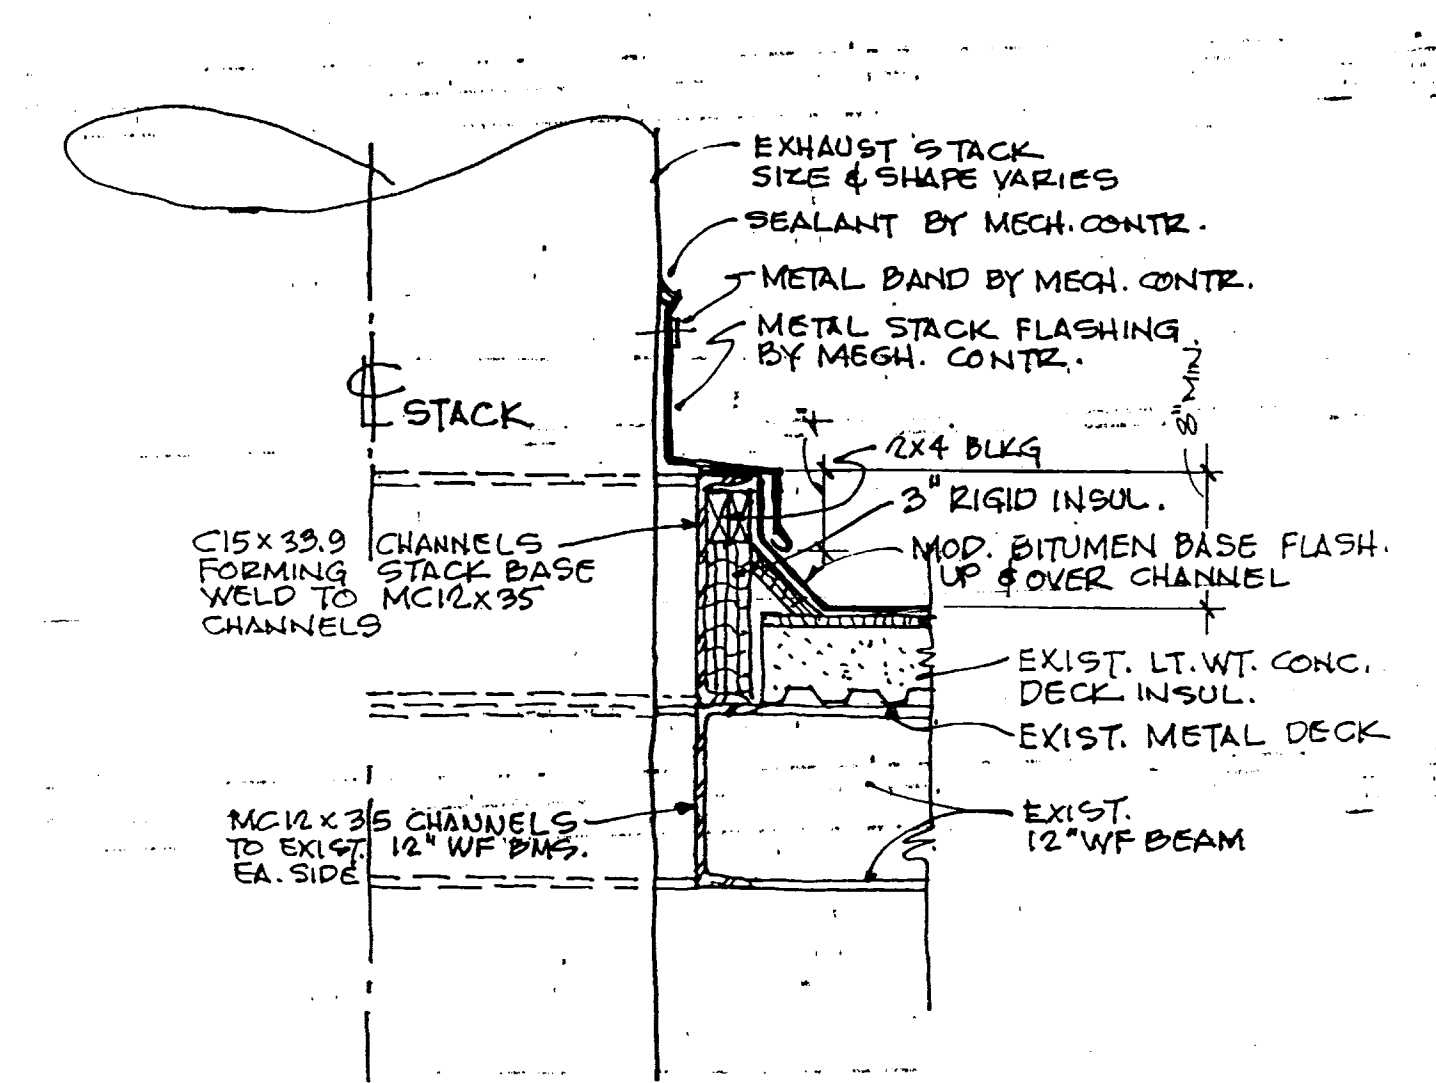 EXHAUST STACK
SIZE & SHAPE VARIES
SEALANT BY MECH. CONTR.
METAL BAND BY MECH. CONTR.
METAL STACK FLASHING
BY MECH. CONTR.
8" MIN.
℄ STACK
4"
2X4 BLKG
3" RIGID INSUL.
C15 X 33.9 CHANNELS
FORMING STACK BASE
WELD TO MC12X35
CHANNELS
MOD. BITUMEN BASE FLASH.
UP & OVER CHANNEL
EXIST. LT. WT. CONC.
DECK INSUL.
EXIST. METAL DECK
MC12 X 35 CHANNELS
TO EXIST. 12" WF BMS.
EA. SIDE
EXIST.
12" WF BEAM